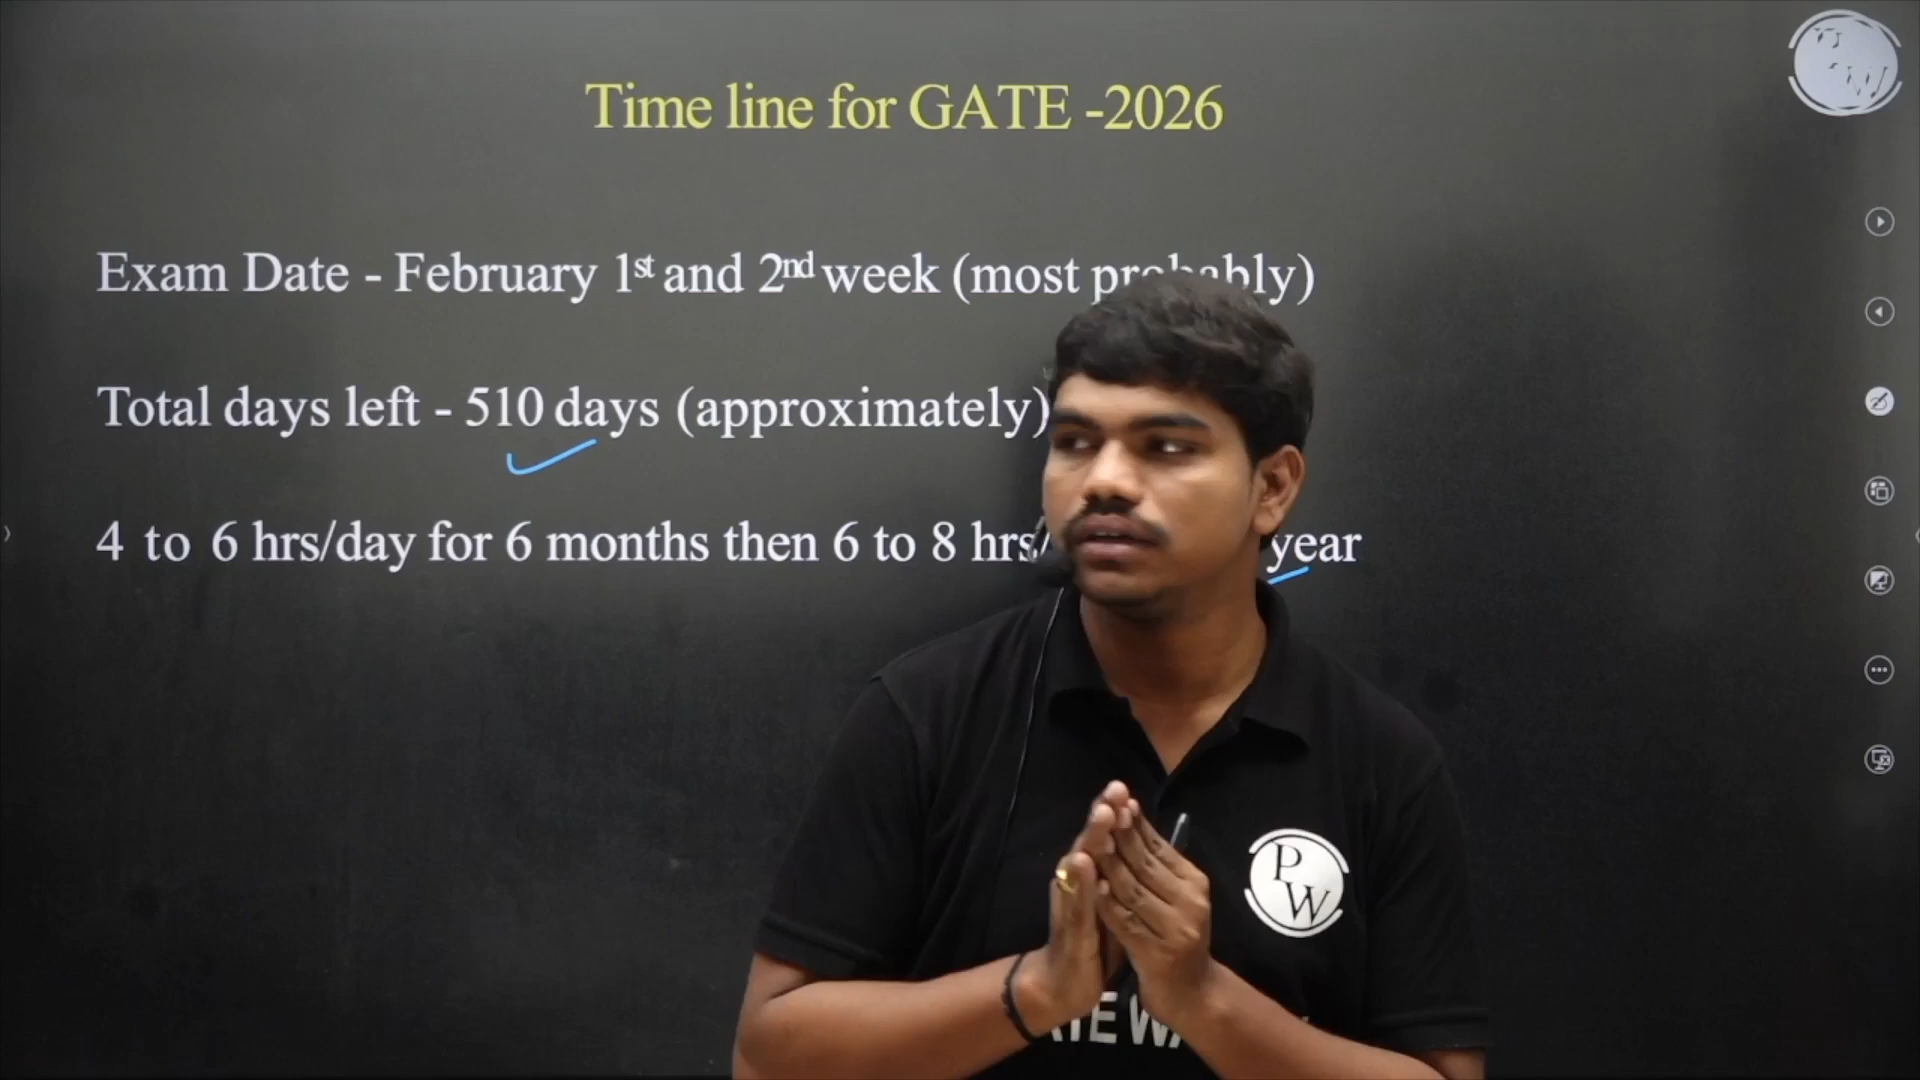 Time line for GATE -2026
Exam Date - February 1st and 2nd week (most probably)
Total days left - 510 days (approximately)
4 to 6 hrs/day for 6 months then 6 to 8 hrs/ year
P
W
P
W